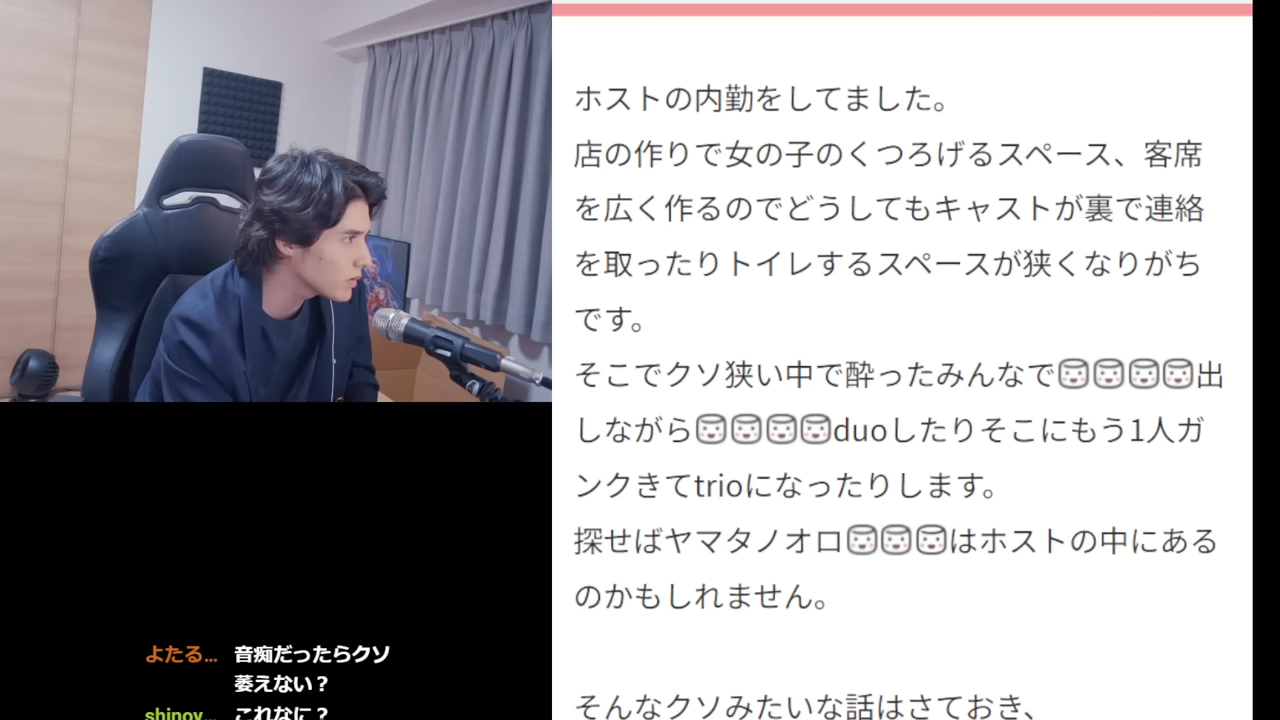 ホストの内勤をしてました。
店の作りで女の子のくつろげるスペース、客席
を広く作るのでどうしてもキャストが裏で連絡
を取ったりトイレするスペースが狭くなりがち
です。
そこでクソ狭い中で酔ったみんなで出
しながらduoしたりそこにもう1人ガ
ンクきてtrioになったりします。
探せばヤマタノオロはホストの中にある
のかもしれません。
そんなクソみたいな話はさておき、
よたる… 音痴だったらクソ
萎えない？
shinoy… これなに？